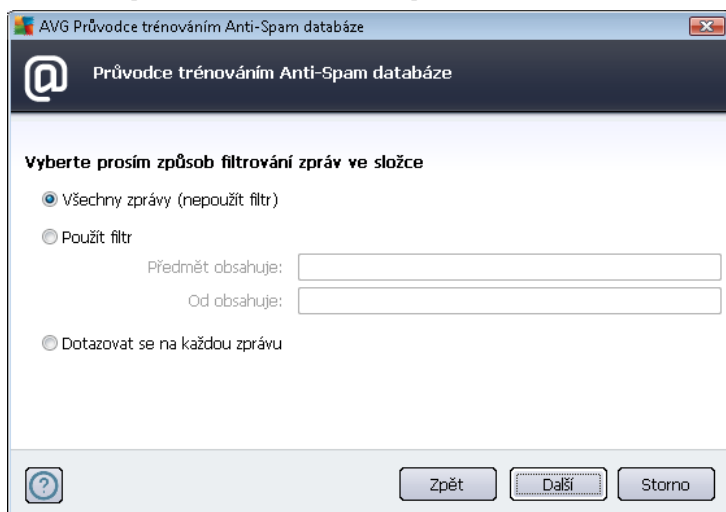 AVG Průvodce trénováním Anti-Spam databáze
Průvodce trénováním Anti-Spam databáze
Vyberte prosím způsob filtrování zpráv ve složce
Všechny zprávy (nepoužít filtr)
Použít filtr
Předmět obsahuje:
Od obsahuje:
Dotazovat se na každou zprávu
Zpět Další Storno